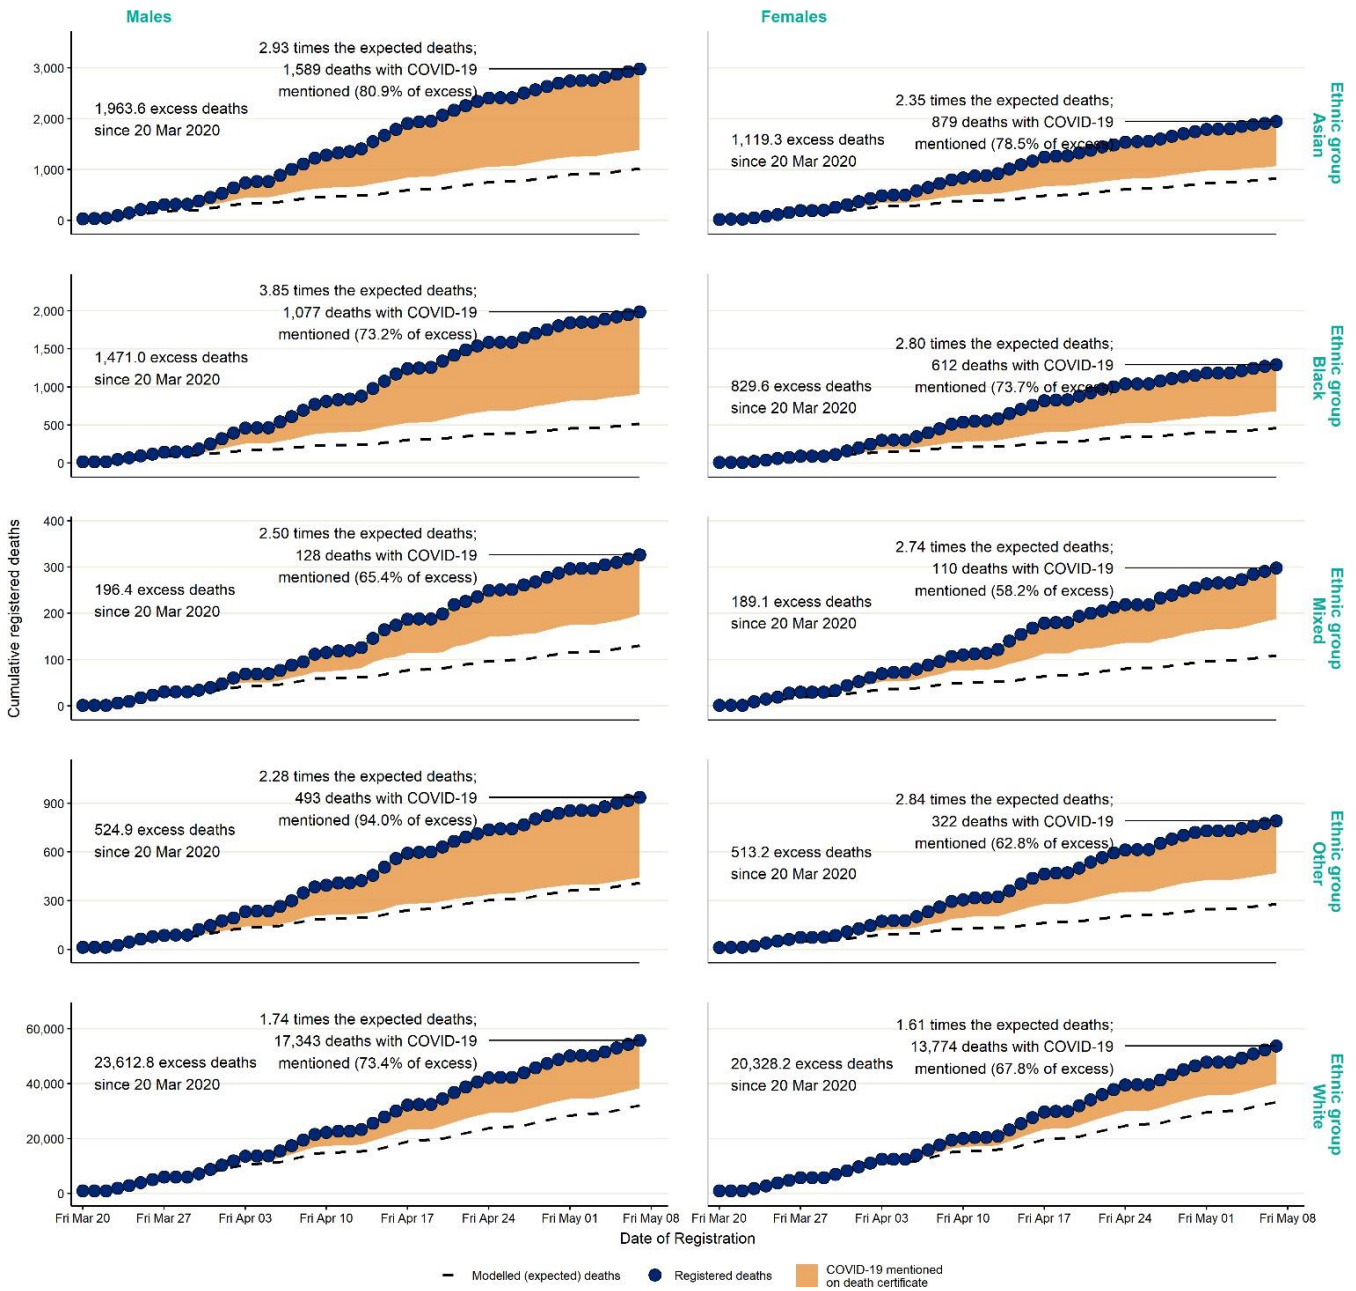 Males
Females
2.93 times the expected deaths;
1,589 deaths with COVID-19
mentioned (80.9% of excess)
1,963.6 excess deaths
since 20 Mar 2020
3,000
2,000
1,000
0
2.35 times the expected deaths;
879 deaths with COVID-19
mentioned (78.5% of excess)
1,119.3 excess deaths
since 20 Mar 2020
Ethnic group
Asian
3.85 times the expected deaths;
1,077 deaths with COVID-19
mentioned (73.2% of excess)
1,471.0 excess deaths
since 20 Mar 2020
2,000
1,500
1,000
500
0
2.80 times the expected deaths;
612 deaths with COVID-19
mentioned (73.7% of excess)
829.6 excess deaths
since 20 Mar 2020
Ethnic group
Black
Cumulative registered deaths
2.50 times the expected deaths;
128 deaths with COVID-19
mentioned (65.4% of excess)
196.4 excess deaths
since 20 Mar 2020
400
300
200
100
0
2.74 times the expected deaths;
110 deaths with COVID-19
mentioned (58.2% of excess)
189.1 excess deaths
since 20 Mar 2020
Ethnic group
Mixed
2.28 times the expected deaths;
493 deaths with COVID-19
mentioned (94.0% of excess)
524.9 excess deaths
since 20 Mar 2020
900
600
300
0
2.84 times the expected deaths;
322 deaths with COVID-19
mentioned (62.8% of excess)
513.2 excess deaths
since 20 Mar 2020
Ethnic group
Other
1.74 times the expected deaths;
17,343 deaths with COVID-19
mentioned (73.4% of excess)
23,612.8 excess deaths
since 20 Mar 2020
60,000
40,000
20,000
0
1.61 times the expected deaths;
13,774 deaths with COVID-19
mentioned (67.8% of excess)
20,328.2 excess deaths
since 20 Mar 2020
Ethnic group
White
Fri Mar 20 Fri Mar 27 Fri Apr 03 Fri Apr 10 Fri Apr 17 Fri Apr 24 Fri May 01 Fri May 08
Fri Mar 20 Fri Mar 27 Fri Apr 03 Fri Apr 10 Fri Apr 17 Fri Apr 24 Fri May 01 Fri May 08
Date of Registration
Modelled (expected) deaths
Registered deaths
COVID-19 mentioned
on death certificate